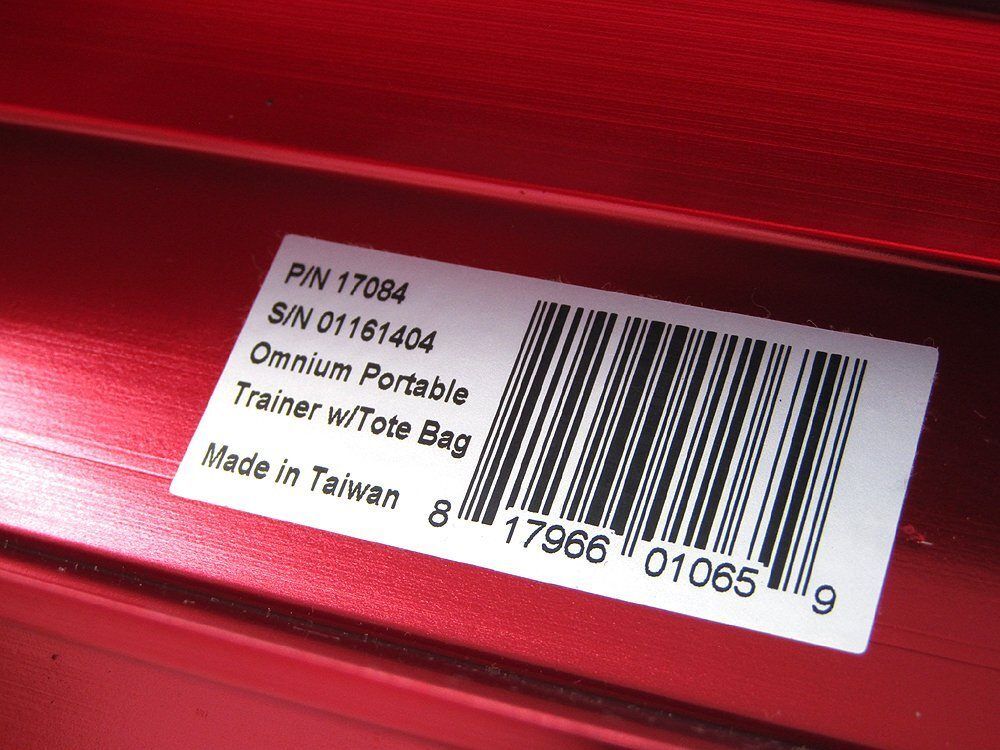 P/N 17084
S/N 01161404
Omnium Portable
Trainer w/Tote Bag
Made in Taiwan
8 17966 01065 9